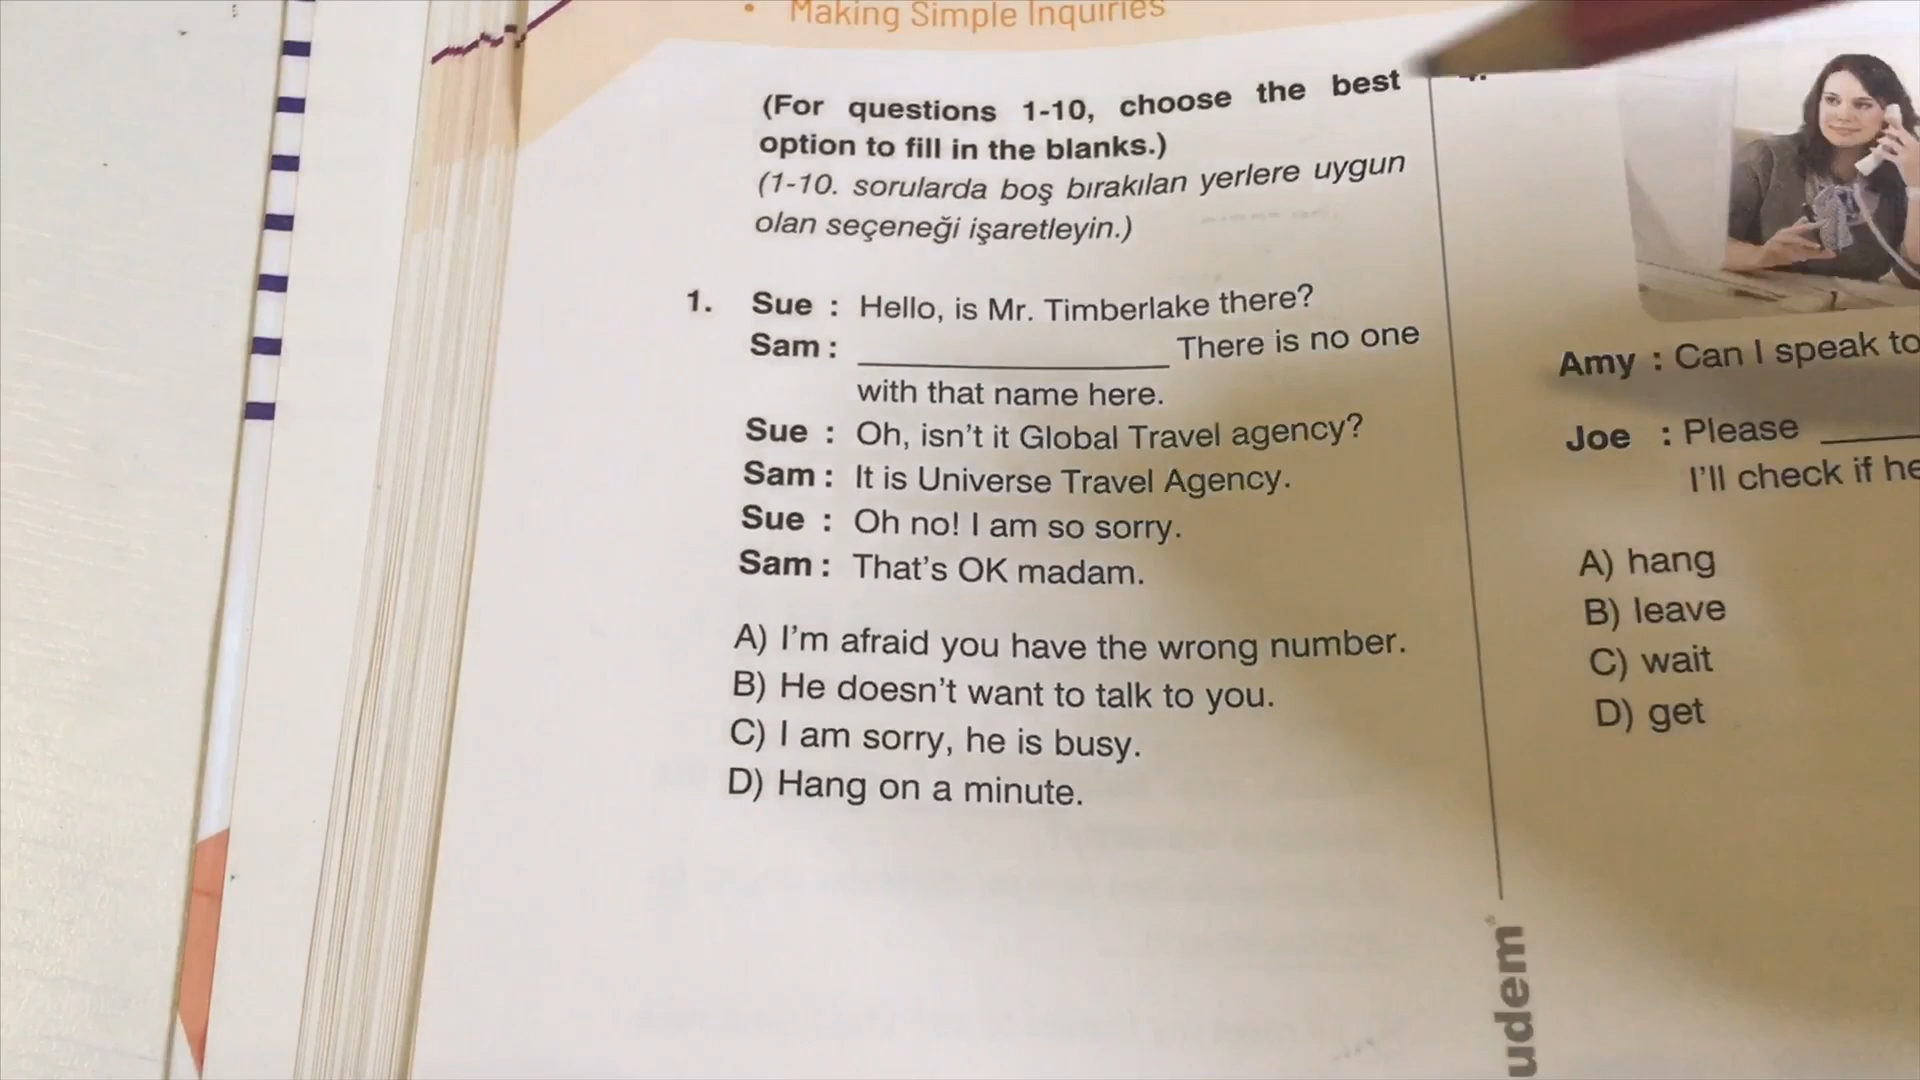 • Making Simple Inquiries
(For questions 1-10, choose the best
option to fill in the blanks.)
(1-10. sorularda boş bırakılan yerlere uygun
olan seçeneği işaretleyin.)
1. Sue : Hello, is Mr. Timberlake there?
Sam : ____________________ There is no one
with that name here.
Sue : Oh, isn't it Global Travel agency?
Sam : It is Universe Travel Agency.
Sue : Oh no! I am so sorry.
Sam : That's OK madam.
A) I'm afraid you have the wrong number.
B) He doesn't want to talk to you.
C) I am sorry, he is busy.
D) Hang on a minute.
Amy : Can I speak to
Joe : Please ______
I'll check if he
A) hang
B) leave
C) wait
D) get
udem